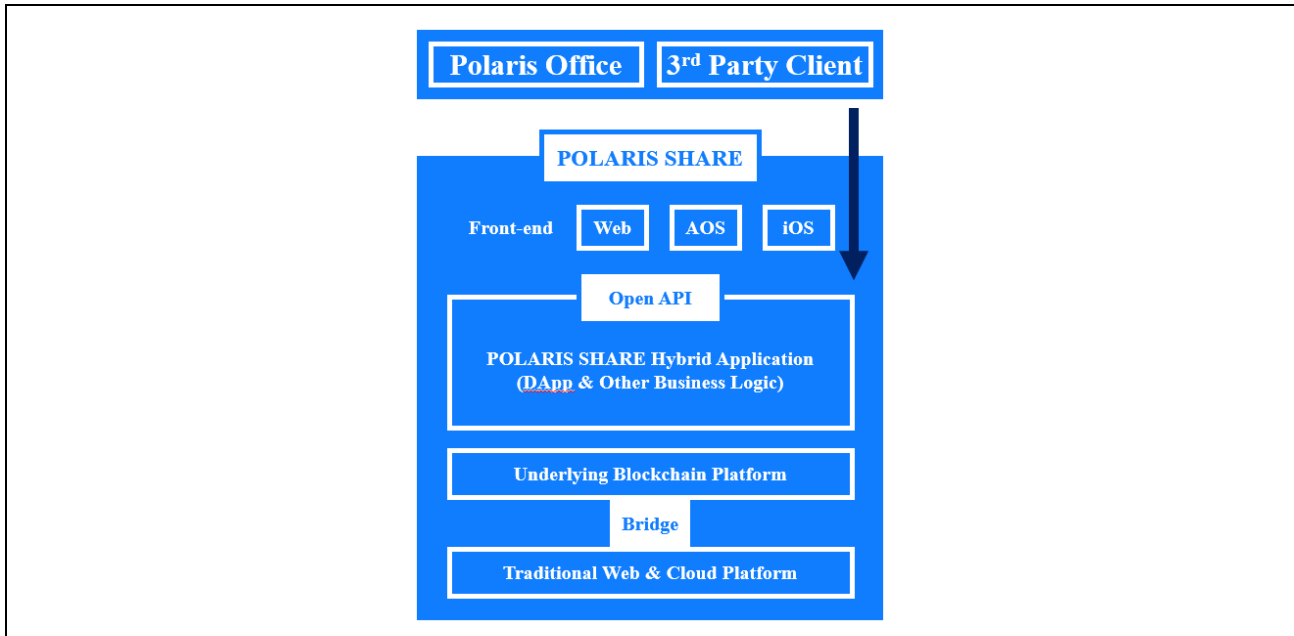 Polaris Office
3rd Party Client
POLARIS SHARE
Front-end
Web
AOS
iOS
Open API
POLARIS SHARE Hybrid Application
(DApp & Other Business Logic)
Underlying Blockchain Platform
Bridge
Traditional Web & Cloud Platform